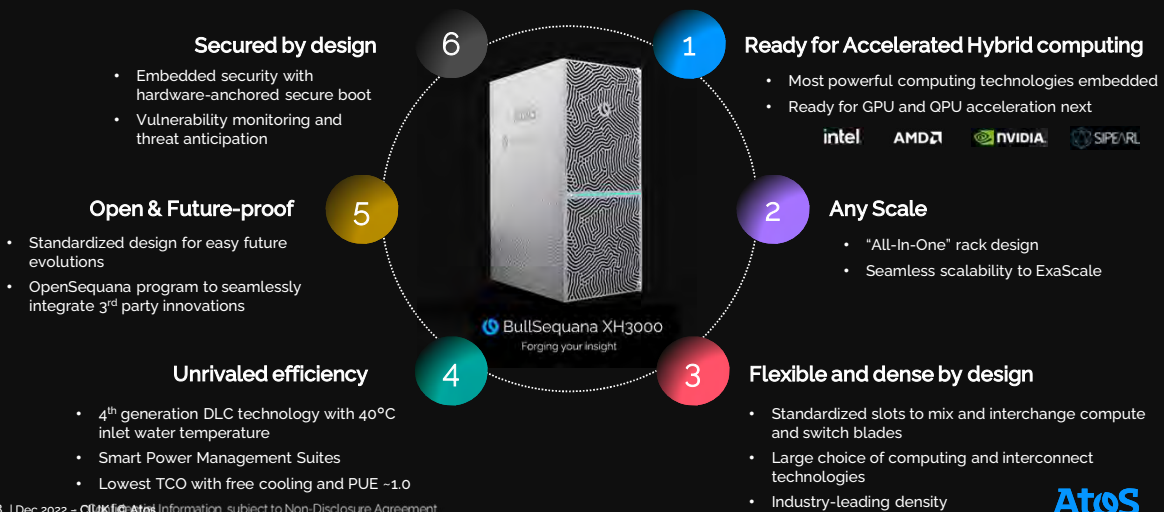 1
Ready for Accelerated Hybrid computing
• Most powerful computing technologies embedded
• Ready for GPU and QPU acceleration next
intel AMD NVIDIA SIPEARL
2
Any Scale
• “All-In-One” rack design
• Seamless scalability to ExaScale
3
Flexible and dense by design
• Standardized slots to mix and interchange compute
and switch blades
• Large choice of computing and interconnect
technologies
• Industry-leading density
4
Unrivaled efficiency
• 4th generation DLC technology with 40°C
inlet water temperature
• Smart Power Management Suites
• Lowest TCO with free cooling and PUE ~1.0
5
Open & Future-proof
• Standardized design for easy future
evolutions
• OpenSequana program to seamlessly
integrate 3rd party innovations
6
Secured by design
• Embedded security with
hardware-anchored secure boot
• Vulnerability monitoring and
threat anticipation
BullSequana XH3000
Forging your insight
| Dec 2022 – © Atos
Information, subject to Non-Disclosure Agreement
Atos